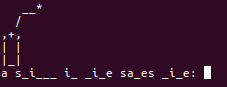 a s_i___ i_ _i_e sa_es _i_e: